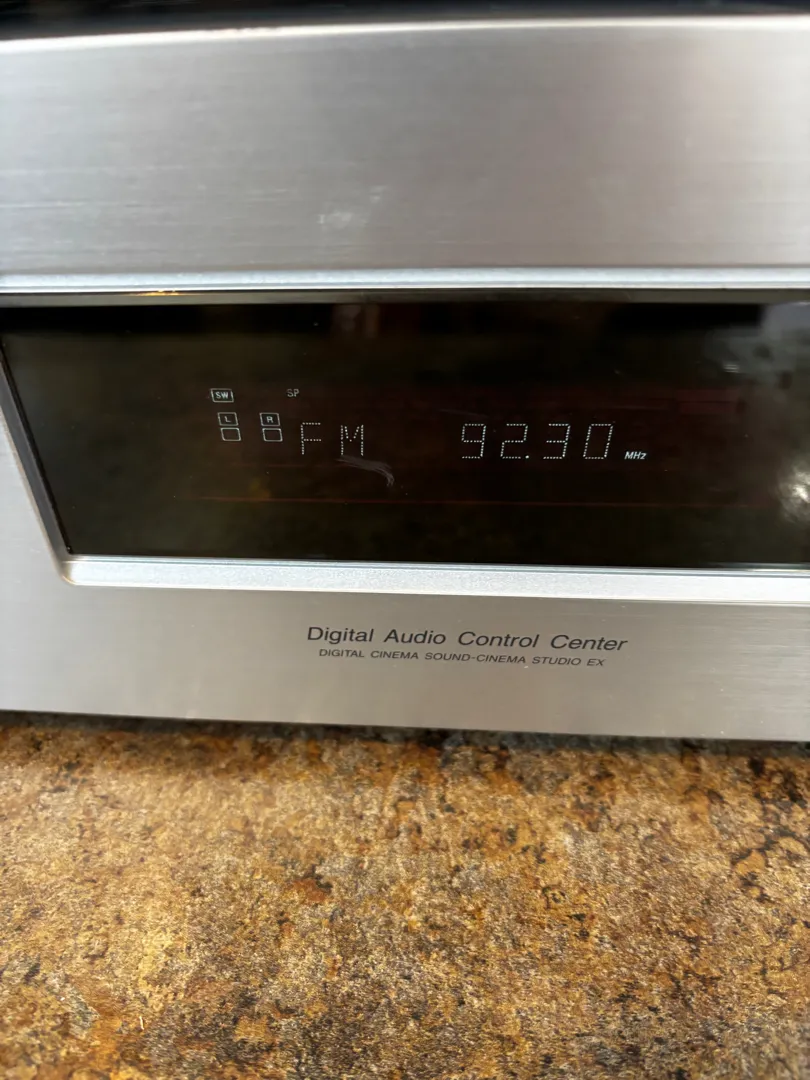 SW SP
L R
FM 92.30 MHz
Digital Audio Control Center
DIGITAL CINEMA SOUND-CINEMA STUDIO EX